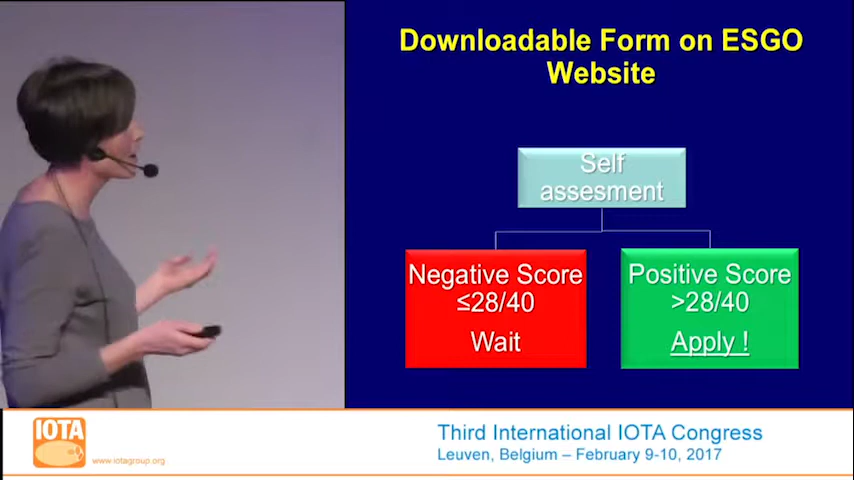 Downloadable Form on ESGO
Website
Self
assesment
Negative Score
≤28/40
Wait
Positive Score
>28/40
Apply !
IOTA
www.iotagroup.org
Third International IOTA Congress
Leuven, Belgium – February 9-10, 2017